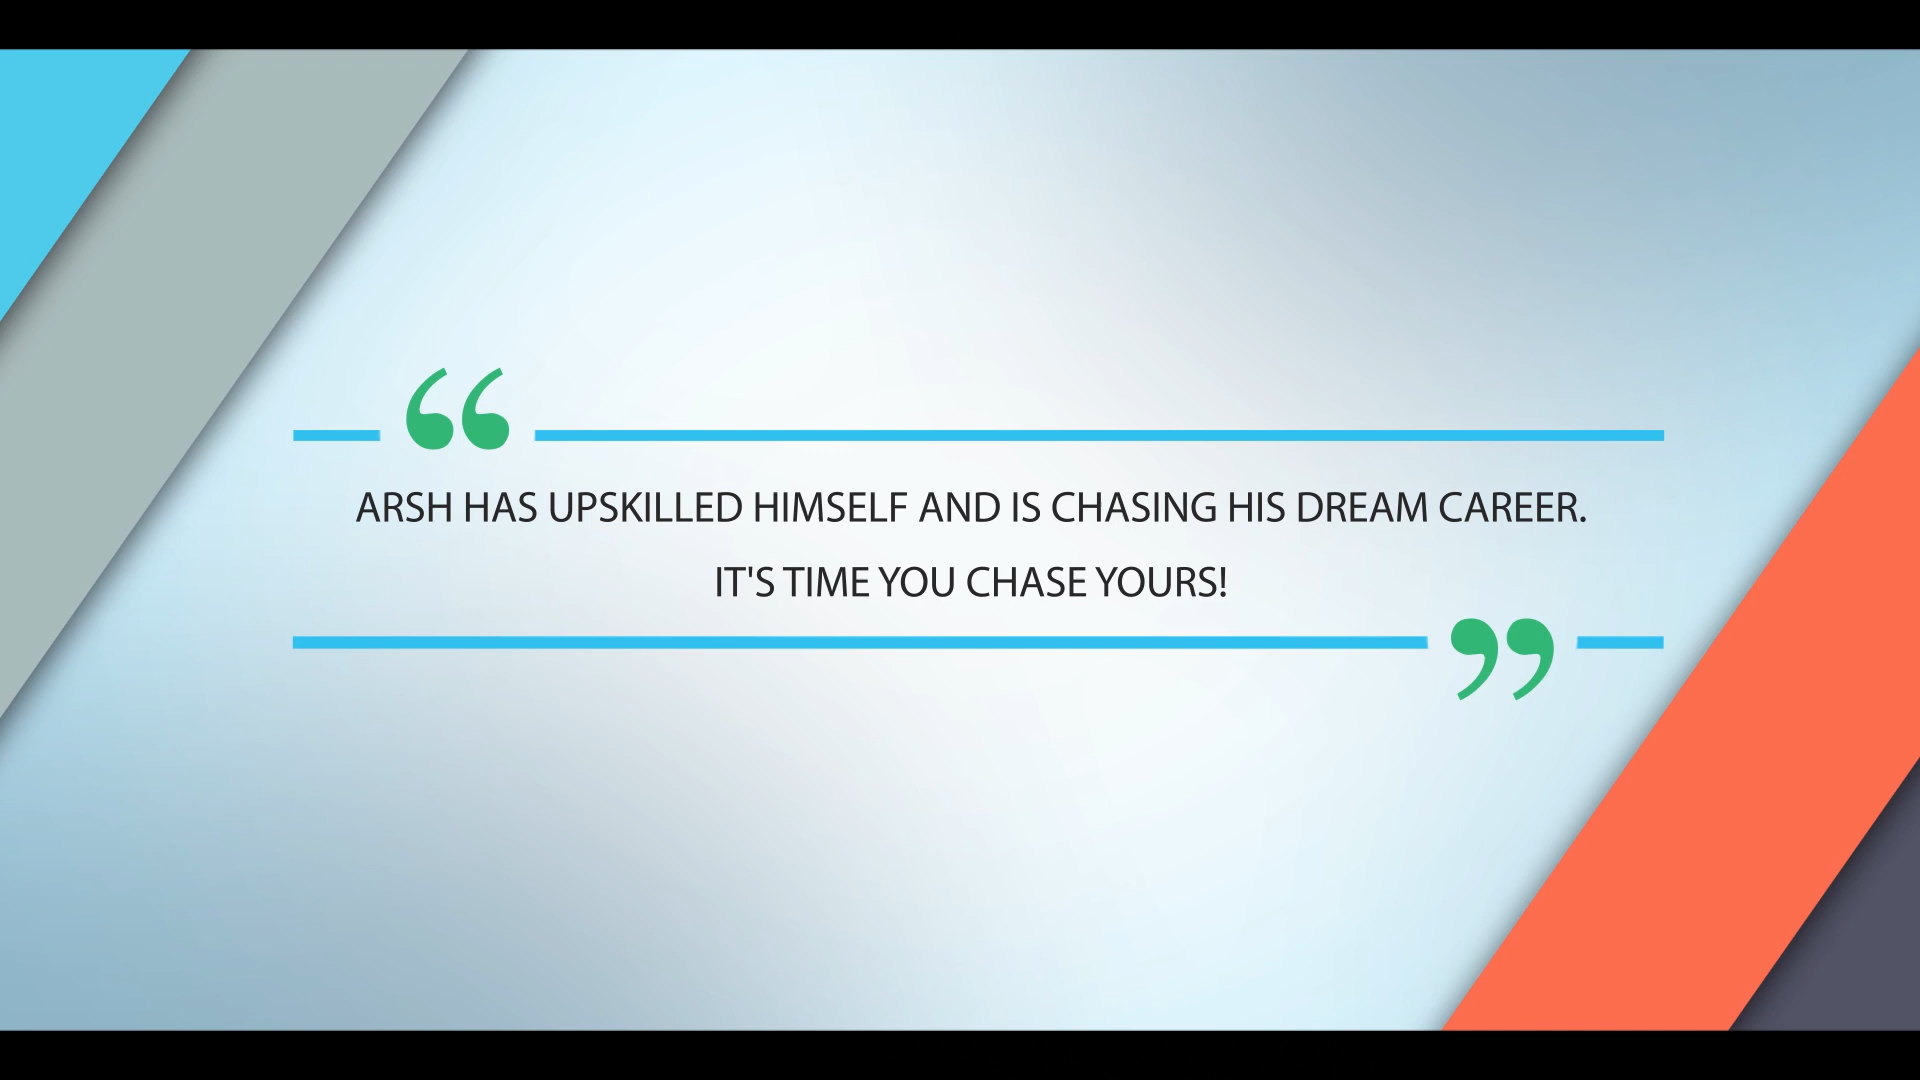 “
ARSH HAS UPSKILLED HIMSELF AND IS CHASING HIS DREAM CAREER.
IT'S TIME YOU CHASE YOURS!
”